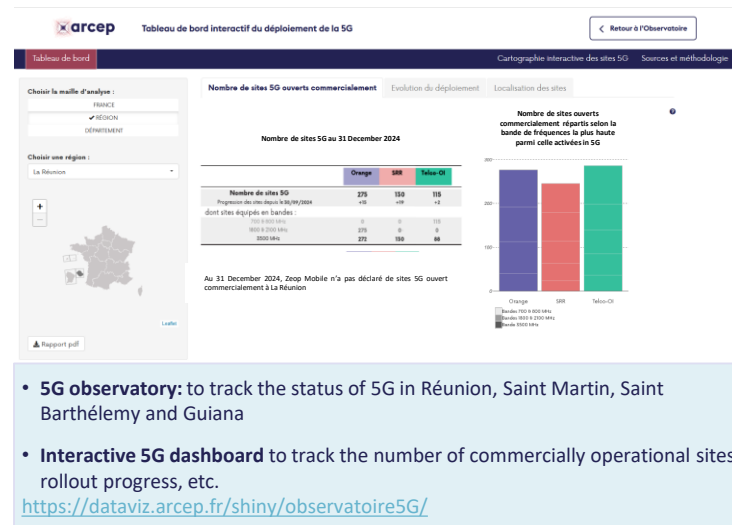 arcep
Tableau de bord interactif du déploiement de la 5G
Retour à l'Observatoire
Tableau de bord
Cartographie interactive des sites 5G
Sources et méthodologie
Choisir la maille d'analyse :
FRANCE
✔RÉGION
DÉPARTEMENT
Choisir une région :
La Réunion
+
−
Leaflet
Rapport pdf
Nombre de sites 5G ouverts commercialement
Evolution du déploiement
Localisation des sites
Nombre de sites 5G au 31 December 2024
Orange SRR Telco-OI
Nombre de sites 5G 275 130 115
Progression des sites depuis le 30/09/2024 +15 +19 +2
dont sites équipés en bandes :
700 & 800 MHz 0 0 115
1800 & 2100 MHz 275 0 0
3500 MHz 272 130 88
Au 31 December 2024, Zeop Mobile n'a pas déclaré de sites 5G ouvert
commercialement à La Réunion
Nombre de sites ouverts
commercialement répartis selon la
bande de fréquences la plus haute
parmi celle activées in 5G
300
200
100
0
Orange SRR Telco-OI
Bandes 700 & 800 MHz
Bandes 1800 & 2100 MHz
Bande 3500 MHz
• 5G observatory: to track the status of 5G in Réunion, Saint Martin, Saint
Barthélemy and Guiana
• Interactive 5G dashboard to track the number of commercially operational sites
rollout progress, etc.
https://dataviz.arcep.fr/shiny/observatoire5G/